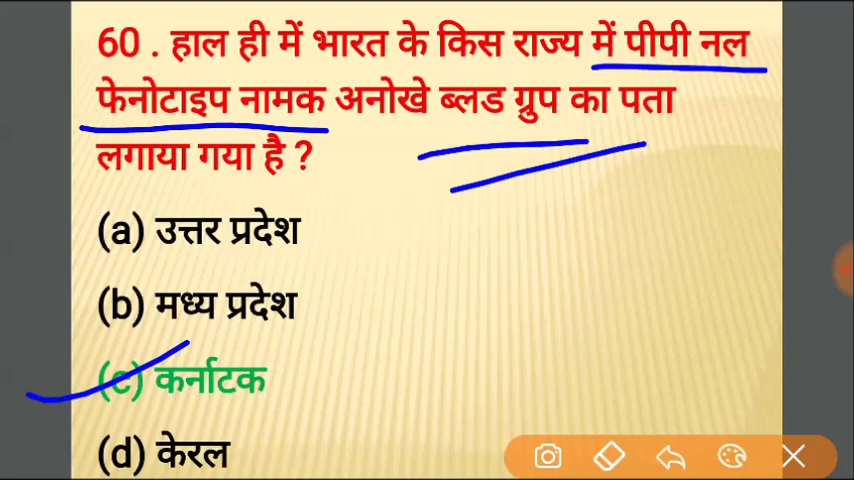 60 . हाल ही में भारत के किस राज्य में पीपी नल
फेनोटाइप नामक अनोखे ब्लड ग्रुप का पता
लगाया गया है ?
(a) उत्तर प्रदेश
(b) मध्य प्रदेश
(c) कर्नाटक
(d) केरल